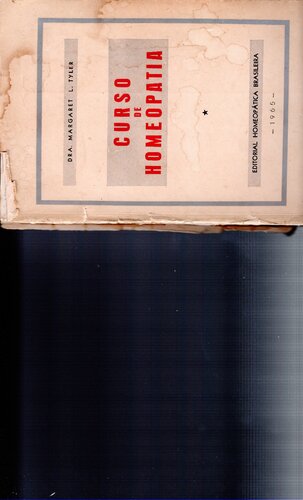 DRA. MARGARET L. TYLER
CURSO
DE
HOMEOPATIA
*
EDITORIAL HOMEOPÁTICA BRASILEIRA
— 1965 —